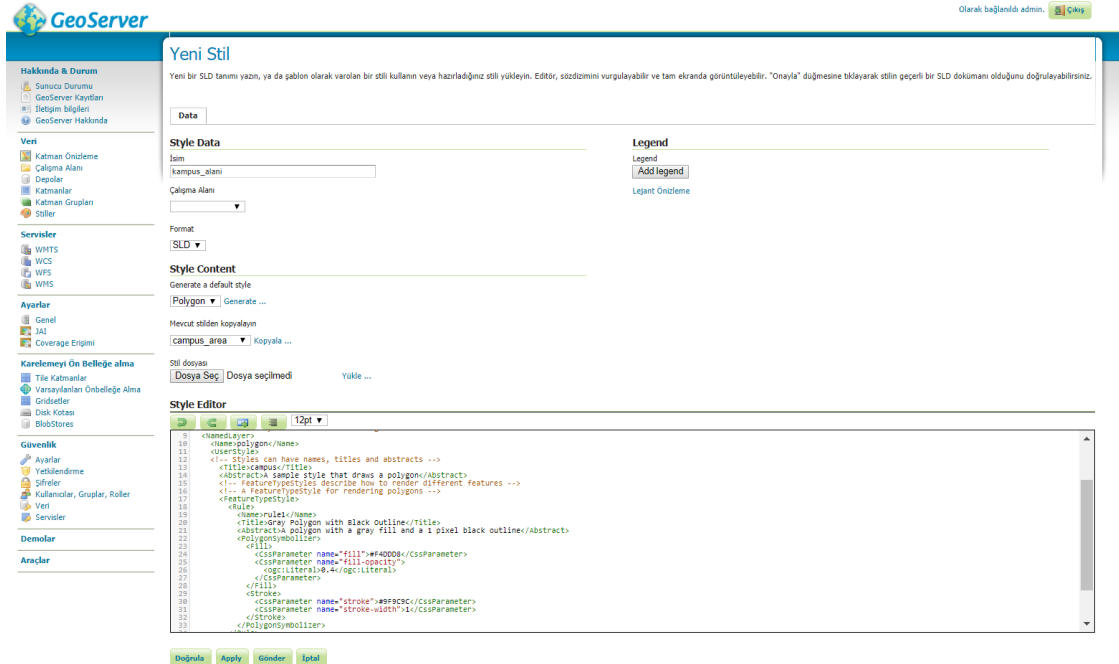 GeoServer
Olarak bağlanıldı admin.
Çıkış
Hakkında & Durum
Sunucu Durumu
GeoServer Kayıtları
İletişim bilgileri
GeoServer Hakkında
Veri
Katman Önizleme
Çalışma Alanı
Depolar
Katmanlar
Katman Grupları
Stiller
Servisler
WMTS
WCS
WFS
WMS
Ayarlar
Genel
JAI
Coverage Erişimi
Karelemeyi Ön Belleğe alma
Tile Katmanlar
Varsayılanları Önbelleğe Alma
Gridsetler
Disk Kotası
BlobStores
Güvenlik
Ayarlar
Yetkilendirme
Şifreler
Kullanıcılar, Gruplar, Roller
Veri
Servisler
Demolar
Araçlar
Yeni Stil
Yeni bir SLD tanımı yazın, ya da şablon olarak varolan bir stili kullanın veya hazırladığınız stili yükleyin. Editör, sözdizimini vurgulayabilir ve tam ekranda görüntüleyebilir. "Onayla" düğmesine tıklayarak stilin geçerli bir SLD dokümanı olduğunu doğrulayabilirsiniz.
Data
Style Data
İsim
kampus_alani
Çalışma Alanı
Format
SLD
Legend
Legend
Add legend
Lejant Önizleme
Style Content
Generate a default style
Polygon Generate ...
Mevcut stilden kopyalayın
campus_area Kopyala ...
Stil dosyası
Dosya Seç Dosya seçilmedi Yükle ...
Style Editor
12pt
9 <NamedLayer>
10 <Name>polygon</Name>
11 <UserStyle>
12 <!-- Styles can have names, titles and abstracts -->
13 <Title>campus</Title>
14 <Abstract>A sample style that draws a polygon</Abstract>
15 <!-- FeatureTypeStyles describe how to render different features -->
16 <!-- A FeatureTypeStyle for rendering polygons -->
17 <FeatureTypeStyle>
18 <Rule>
19 <Name>rule1</Name>
20 <Title>Gray Polygon with Black Outline</Title>
21 <Abstract>A polygon with a gray fill and a 1 pixel black outline</Abstract>
22 <PolygonSymbolizer>
23 <Fill>
24 <CssParameter name="fill">#F4DDD8</CssParameter>
25 <CssParameter name="fill-opacity">
26 <ogc:Literal>0.4</ogc:Literal>
27 </CssParameter>
28 </Fill>
29 <Stroke>
30 <CssParameter name="stroke">#9F9C9C</CssParameter>
31 <CssParameter name="stroke-width">1</CssParameter>
32 </Stroke>
33 </PolygonSymbolizer>
Doğrula Apply Gönder İptal